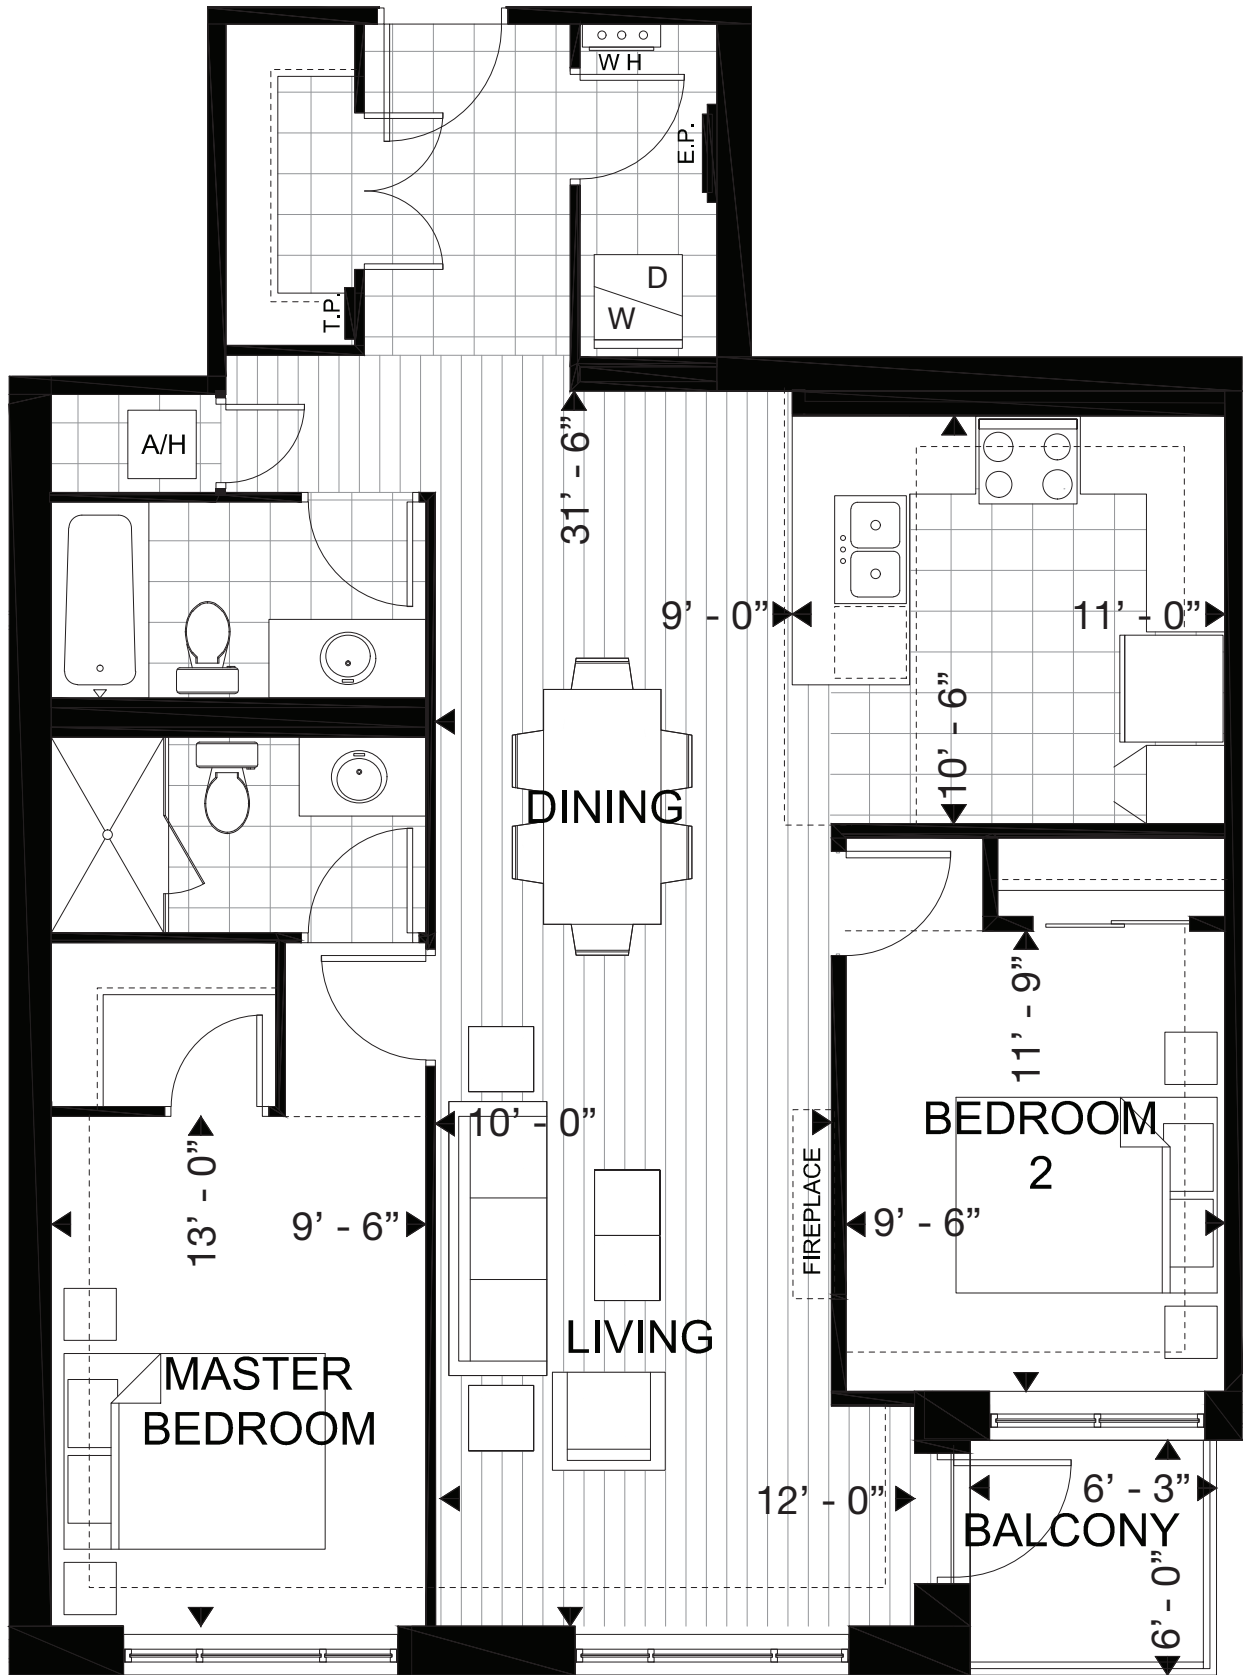 W H
E.P.
T.P.
D
W
A/H
31’ - 6”
9’ - 0”
11’ - 0”
10’ - 6”
DINING
11’ - 9”
BEDROOM
2
10’ - 0”
13’ - 0”
9’ - 6”
FIREPLACE
9’ - 6”
LIVING
MASTER
BEDROOM
12’ - 0”
6’ - 3”
BALCONY
6’ - 0”